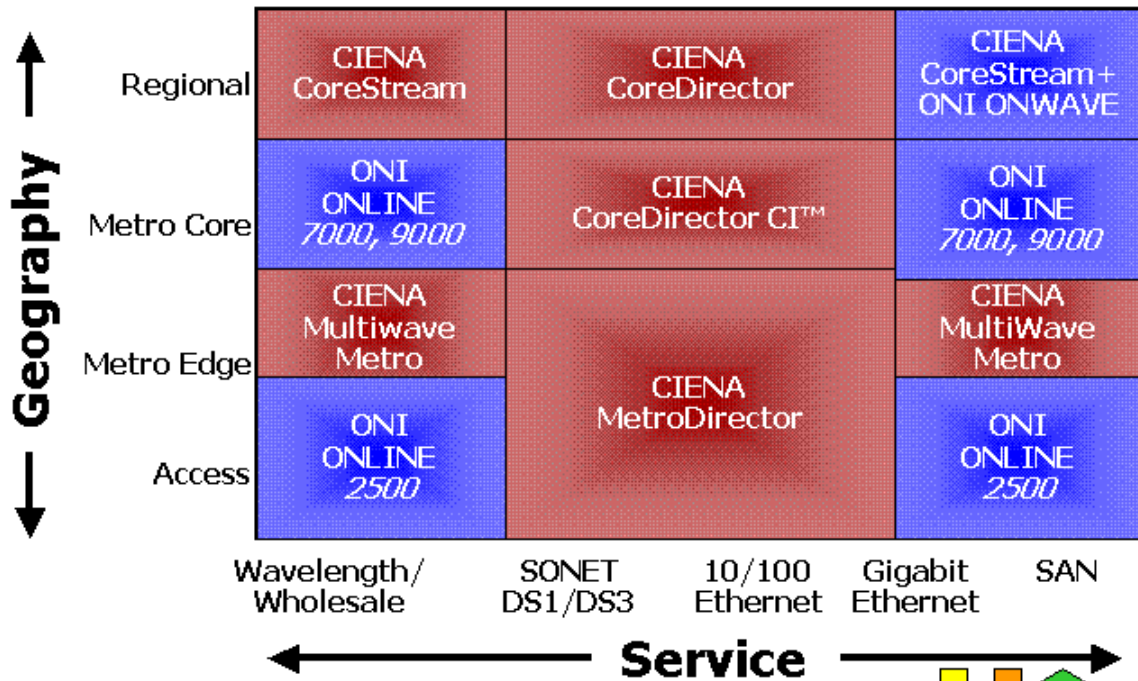 Geography
Regional
Metro Core
Metro Edge
Access
CIENA
CoreStream
CIENA
CoreDirector
CIENA
CoreStream+
ONI ONWAVE
ONI
ONLINE
7000, 9000
CIENA
CoreDirector CI™
ONI
ONLINE
7000, 9000
CIENA
Multiwave
Metro
CIENA
MetroDirector
CIENA
MultiWave
Metro
ONI
ONLINE
2500
ONI
ONLINE
2500
Wavelength/
Wholesale
SONET
DS1/DS3
10/100
Ethernet
Gigabit
Ethernet
SAN
Service